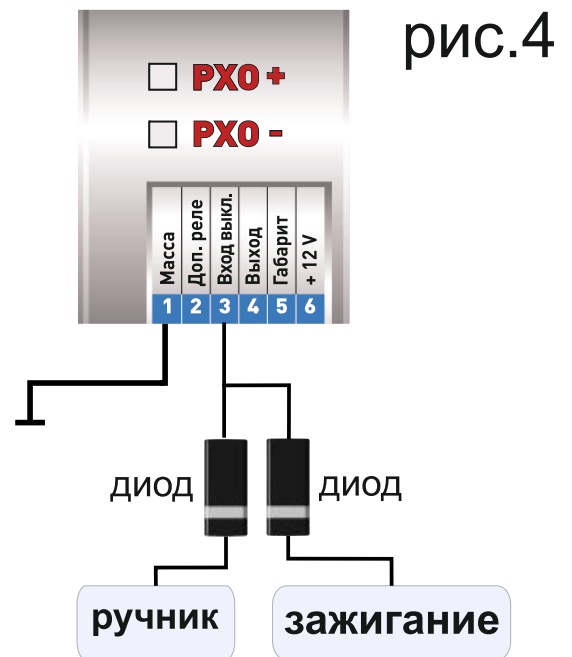 рис.4
РХО +
РХО -
Масса
Доп. реле
Вход выкл.
Выход
Габарит
+ 12 V
1 2 3 4 5 6
диод диод
ручник зажигание